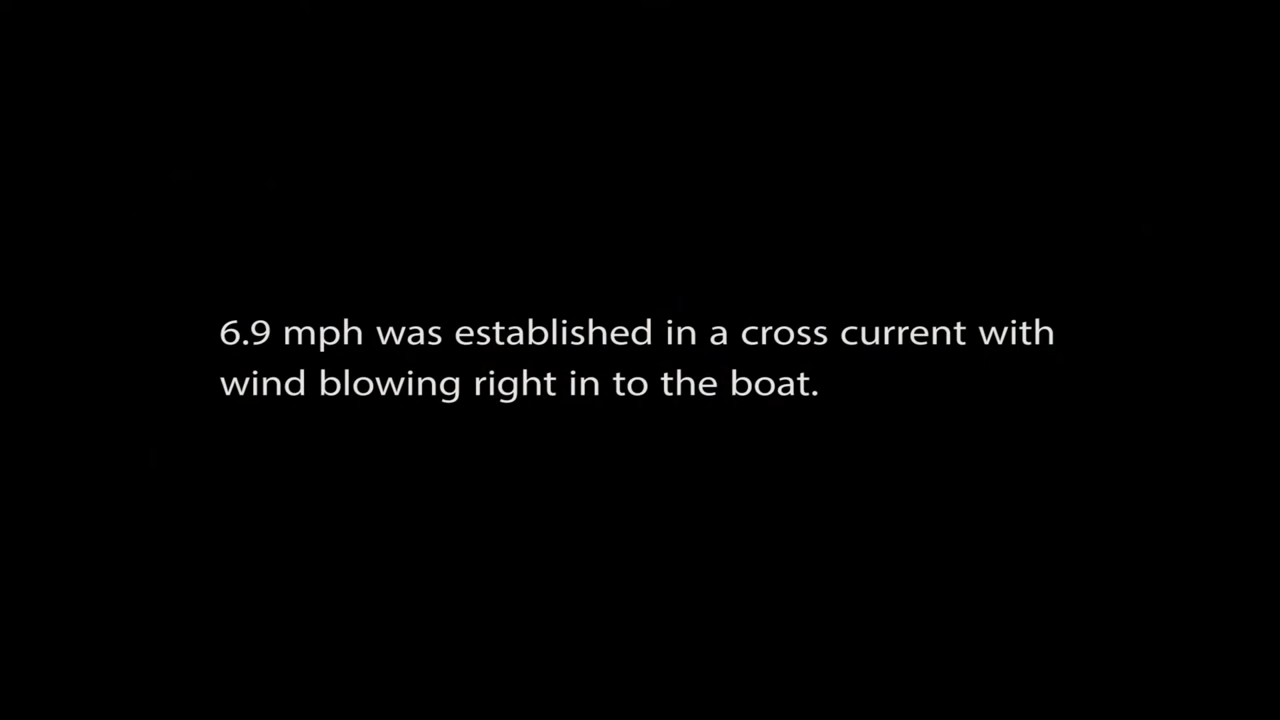 6.9 mph was established in a cross current with
wind blowing right in to the boat.